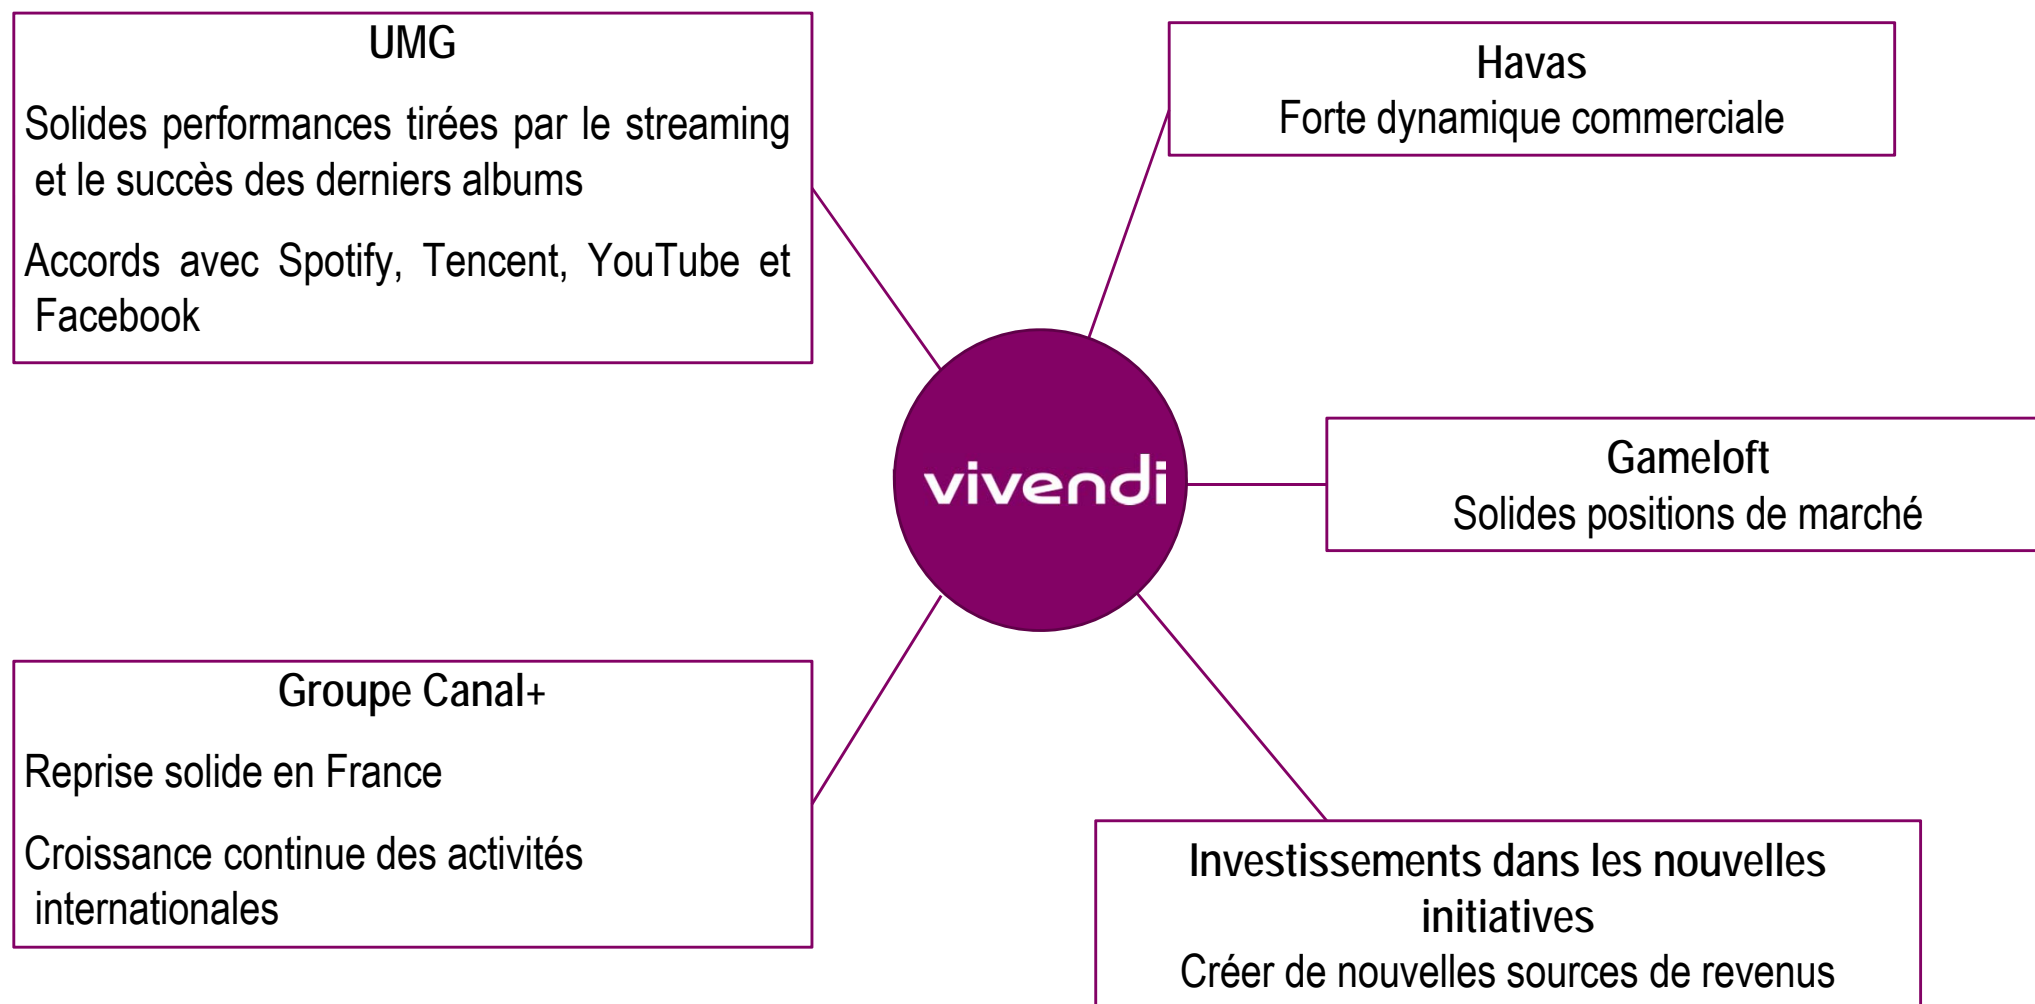 UMG
Solides performances tirées par le streaming
et le succès des derniers albums
Accords avec Spotify, Tencent, YouTube et
Facebook
Havas
Forte dynamique commerciale
vivendi
Gameloft
Solides positions de marché
Groupe Canal+
Reprise solide en France
Croissance continue des activités
internationales
Investissements dans les nouvelles
initiatives
Créer de nouvelles sources de revenus